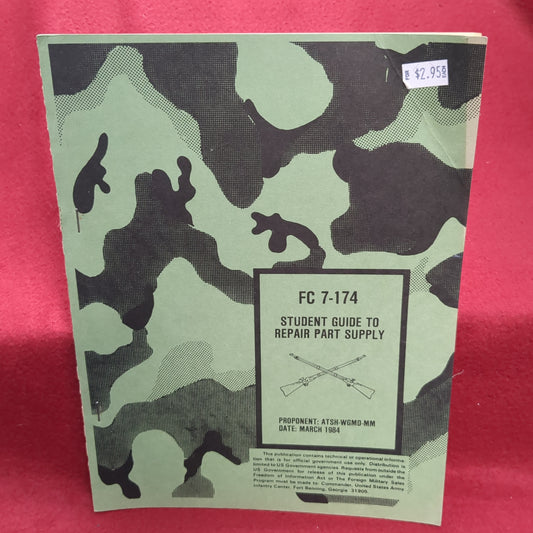 $2.95
FC 7-174
STUDENT GUIDE TO
REPAIR PART SUPPLY
PROPONENT: ATSH-WGMD-MM
DATE: MARCH 1984
This publication contains technical or operational informa-
tion that is for official government use only. Distribution is
limited to US Government agencies. Requests from outside the
US Government for release of this publication under the
Freedom of Information Act or The Foreign Military Sales
Program must be made to: Commander, United States Army
Infantry Center, Fort Benning, Georgia 31905.